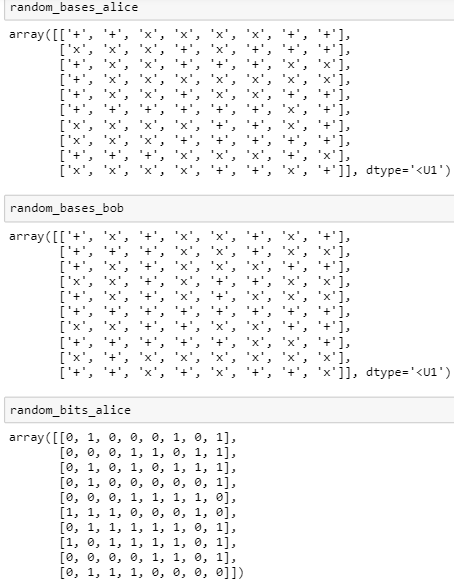 random_bases_alice
array([['+', '+', 'x', 'x', 'x', 'x', '+', '+'],
['x', 'x', 'x', '+', 'x', '+', '+', '+'],
['+', 'x', 'x', '+', '+', '+', 'x', 'x'],
['+', 'x', 'x', 'x', 'x', 'x', 'x', 'x'],
['+', 'x', 'x', '+', 'x', 'x', '+', '+'],
['+', '+', '+', '+', '+', '+', 'x', '+'],
['x', 'x', 'x', 'x', '+', '+', 'x', '+'],
['x', 'x', 'x', '+', '+', '+', '+', '+'],
['+', '+', '+', 'x', 'x', 'x', '+', 'x'],
['x', 'x', 'x', 'x', '+', '+', 'x', '+']], dtype='<U1')
random_bases_bob
array([['+', 'x', '+', 'x', 'x', '+', 'x', '+'],
['+', '+', '+', 'x', 'x', '+', 'x', 'x'],
['+', 'x', '+', 'x', 'x', 'x', '+', '+'],
['x', 'x', '+', 'x', '+', '+', 'x', 'x'],
['+', 'x', '+', 'x', '+', 'x', 'x', 'x'],
['+', '+', '+', '+', '+', '+', '+', '+'],
['x', 'x', '+', '+', 'x', 'x', '+', '+'],
['+', '+', '+', '+', '+', 'x', 'x', '+'],
['x', '+', 'x', 'x', 'x', 'x', 'x', 'x'],
['+', '+', 'x', '+', 'x', '+', '+', 'x']], dtype='<U1')
random_bits_alice
array([[0, 1, 0, 0, 0, 1, 0, 1],
[0, 0, 0, 1, 1, 0, 1, 1],
[0, 1, 0, 1, 0, 1, 1, 1],
[0, 1, 0, 0, 0, 0, 0, 1],
[0, 0, 0, 1, 1, 1, 1, 0],
[1, 1, 1, 0, 0, 0, 1, 0],
[0, 1, 1, 1, 1, 1, 0, 1],
[1, 0, 1, 1, 1, 1, 0, 1],
[0, 0, 0, 0, 1, 1, 0, 1],
[0, 1, 1, 1, 0, 0, 0, 0]])